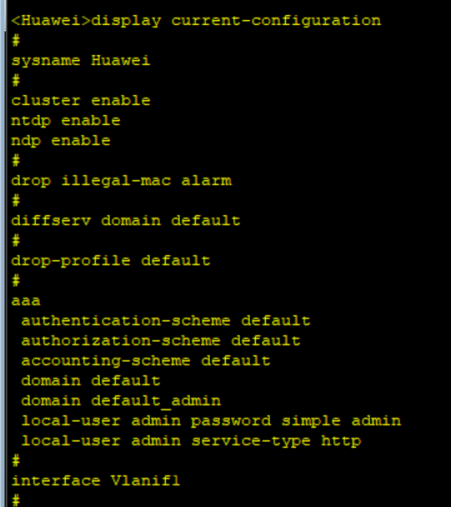 <Huawei>display current-configuration
#
sysname Huawei
#
cluster enable
ntdp enable
ndp enable
#
drop illegal-mac alarm
#
diffserv domain default
#
drop-profile default
#
aaa
 authentication-scheme default
 authorization-scheme default
 accounting-scheme default
 domain default
 domain default_admin
 local-user admin password simple admin
 local-user admin service-type http
#
interface Vlanif1
#